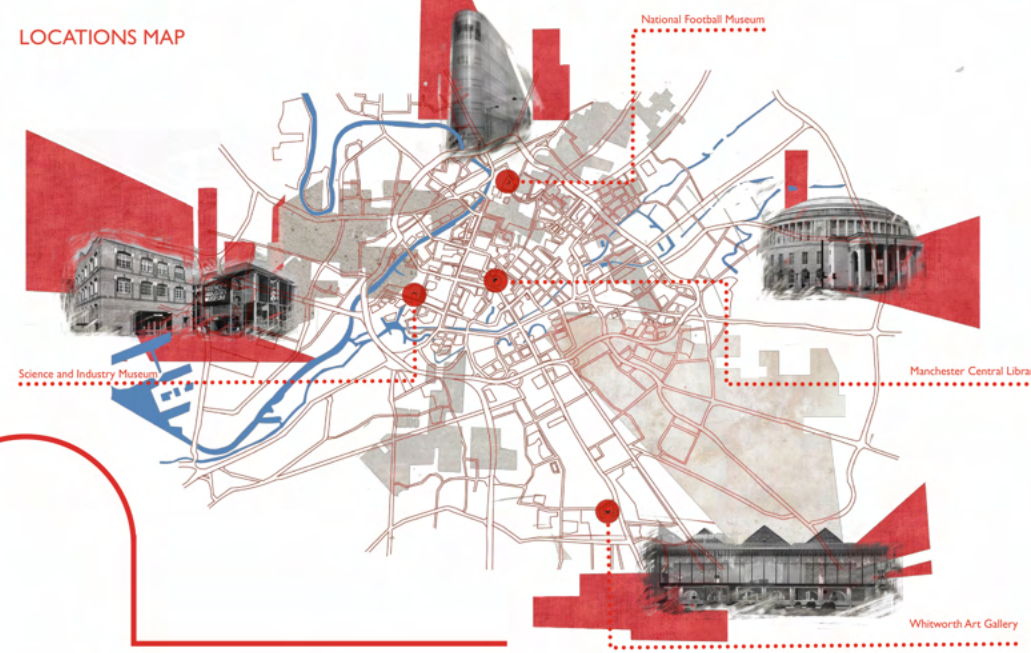 LOCATIONS MAP
National Football Museum
Science and Industry Museum
Manchester Central Libra
Whitworth Art Gallery